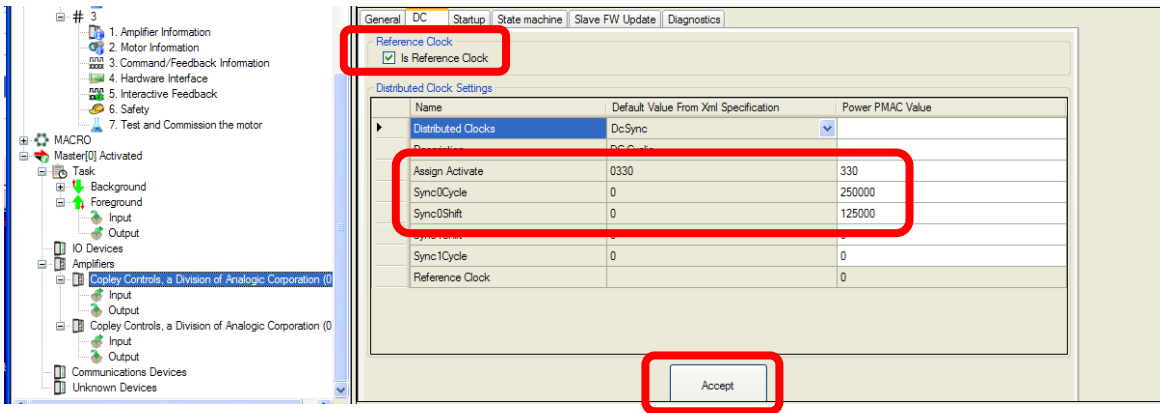 # 3
1. Amplifier Information
2. Motor Information
3. Command/Feedback Information
4. Hardware Interface
5. Interactive Feedback
6. Safety
7. Test and Commission the motor
MACRO
Master[0] Activated
Task
Background
Foreground
Input
Output
IO Devices
Amplifiers
Copley Controls, a Division of Analogic Corporation (0
Input
Output
Copley Controls, a Division of Analogic Corporation (0
Input
Output
Communications Devices
Unknown Devices
General DC Startup State machine Slave FW Update Diagnostics
Reference Clock
Is Reference Clock
Distributed Clock Settings
Name Default Value From Xml Specification Power PMAC Value
Distributed Clocks DcSync
Assign Activate 0330 330
Sync0Cycle 0 250000
Sync0Shift 0 125000
Sync1Cycle 0 0
Reference Clock 0
Accept